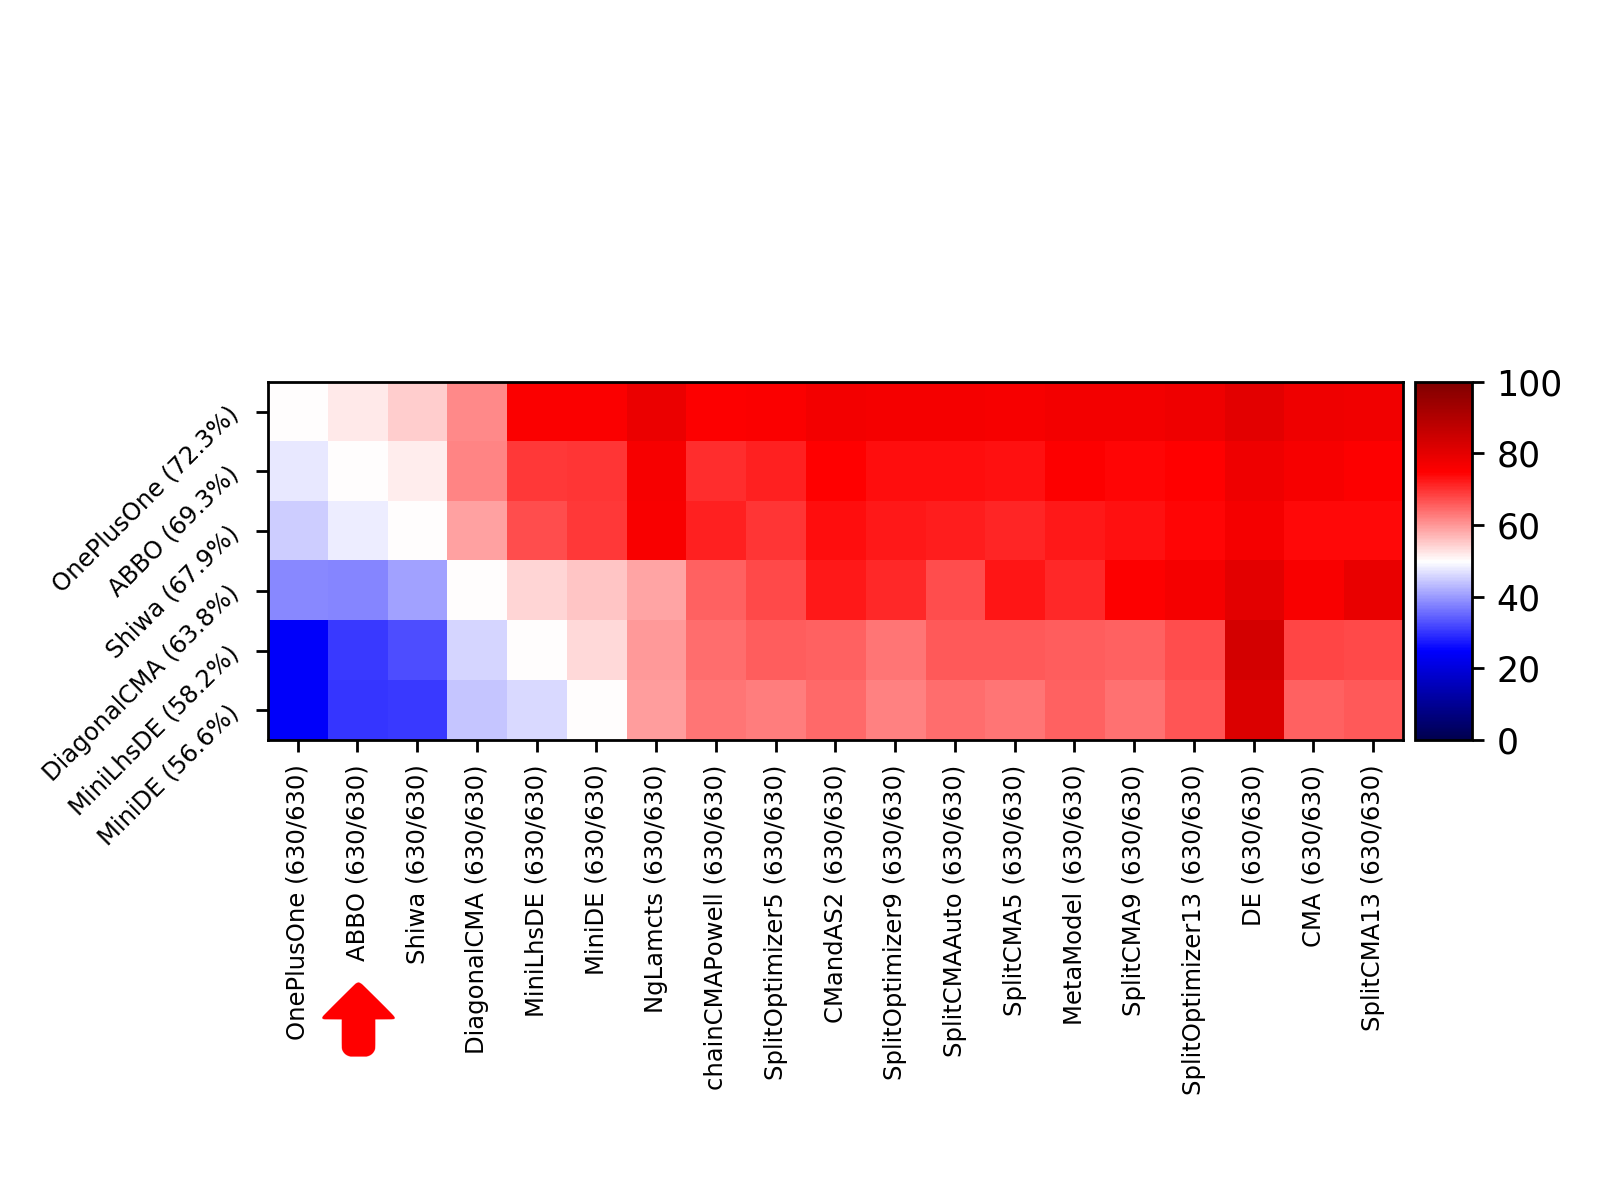 OnePlusOne (72.3%)
ABBO (69.3%)
Shiwa (67.9%)
DiagonalCMA (63.8%)
MiniLhsDE (58.2%)
MiniDE (56.6%)
100
80
60
40
20
0
OnePlusOne (630/630)
ABBO (630/630)
Shiwa (630/630)
DiagonalCMA (630/630)
MiniLhsDE (630/630)
MiniDE (630/630)
NgLamcts (630/630)
chainCMAPowell (630/630)
SplitOptimizer5 (630/630)
CMandAS2 (630/630)
SplitOptimizer9 (630/630)
SplitCMAAuto (630/630)
SplitCMA5 (630/630)
MetaModel (630/630)
SplitCMA9 (630/630)
SplitOptimizer13 (630/630)
DE (630/630)
CMA (630/630)
SplitCMA13 (630/630)